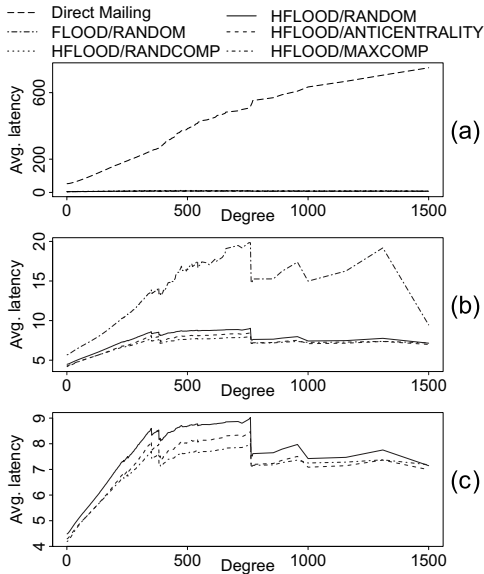 Direct Mailing HFLOOD/RANDOM
FLOOD/RANDOM HFLOOD/ANTICENTRALITY
HFLOOD/RANDCOMP HFLOOD/MAXCOMP
Avg. latency
0 200 600
(a)
0 500 1000 1500
Degree
Avg. latency
5 10 15 20
(b)
0 500 1000 1500
Degree
Avg. latency
4 5 6 7 8 9
(c)
0 500 1000 1500
Degree